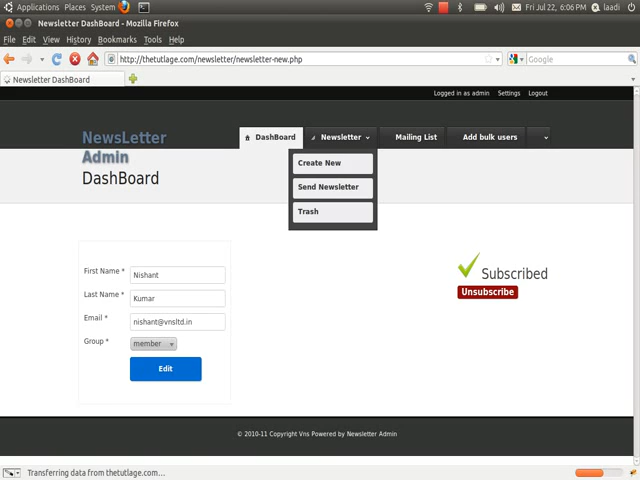 Applications Places System Fri Jul 22, 6:06 PM laadi
Newsletter DashBoard - Mozilla Firefox
File Edit View History Bookmarks Tools Help
http://thetutlage.com/newsletter/newsletter-new.php Google
Newsletter DashBoard
Logged in as admin Settings Logout
NewsLetter
Admin
DashBoard Newsletter Mailing List Add bulk users
DashBoard
Create New
Send Newsletter
Trash
First Name * Nishant
Last Name * Kumar
Email * nishant@vnsltd.in
Group * member
Edit
Subscribed
Unsubscribe
© 2010-11 Copyright Vns Powered by Newsletter Admin
Transferring data from thetutlage.com...